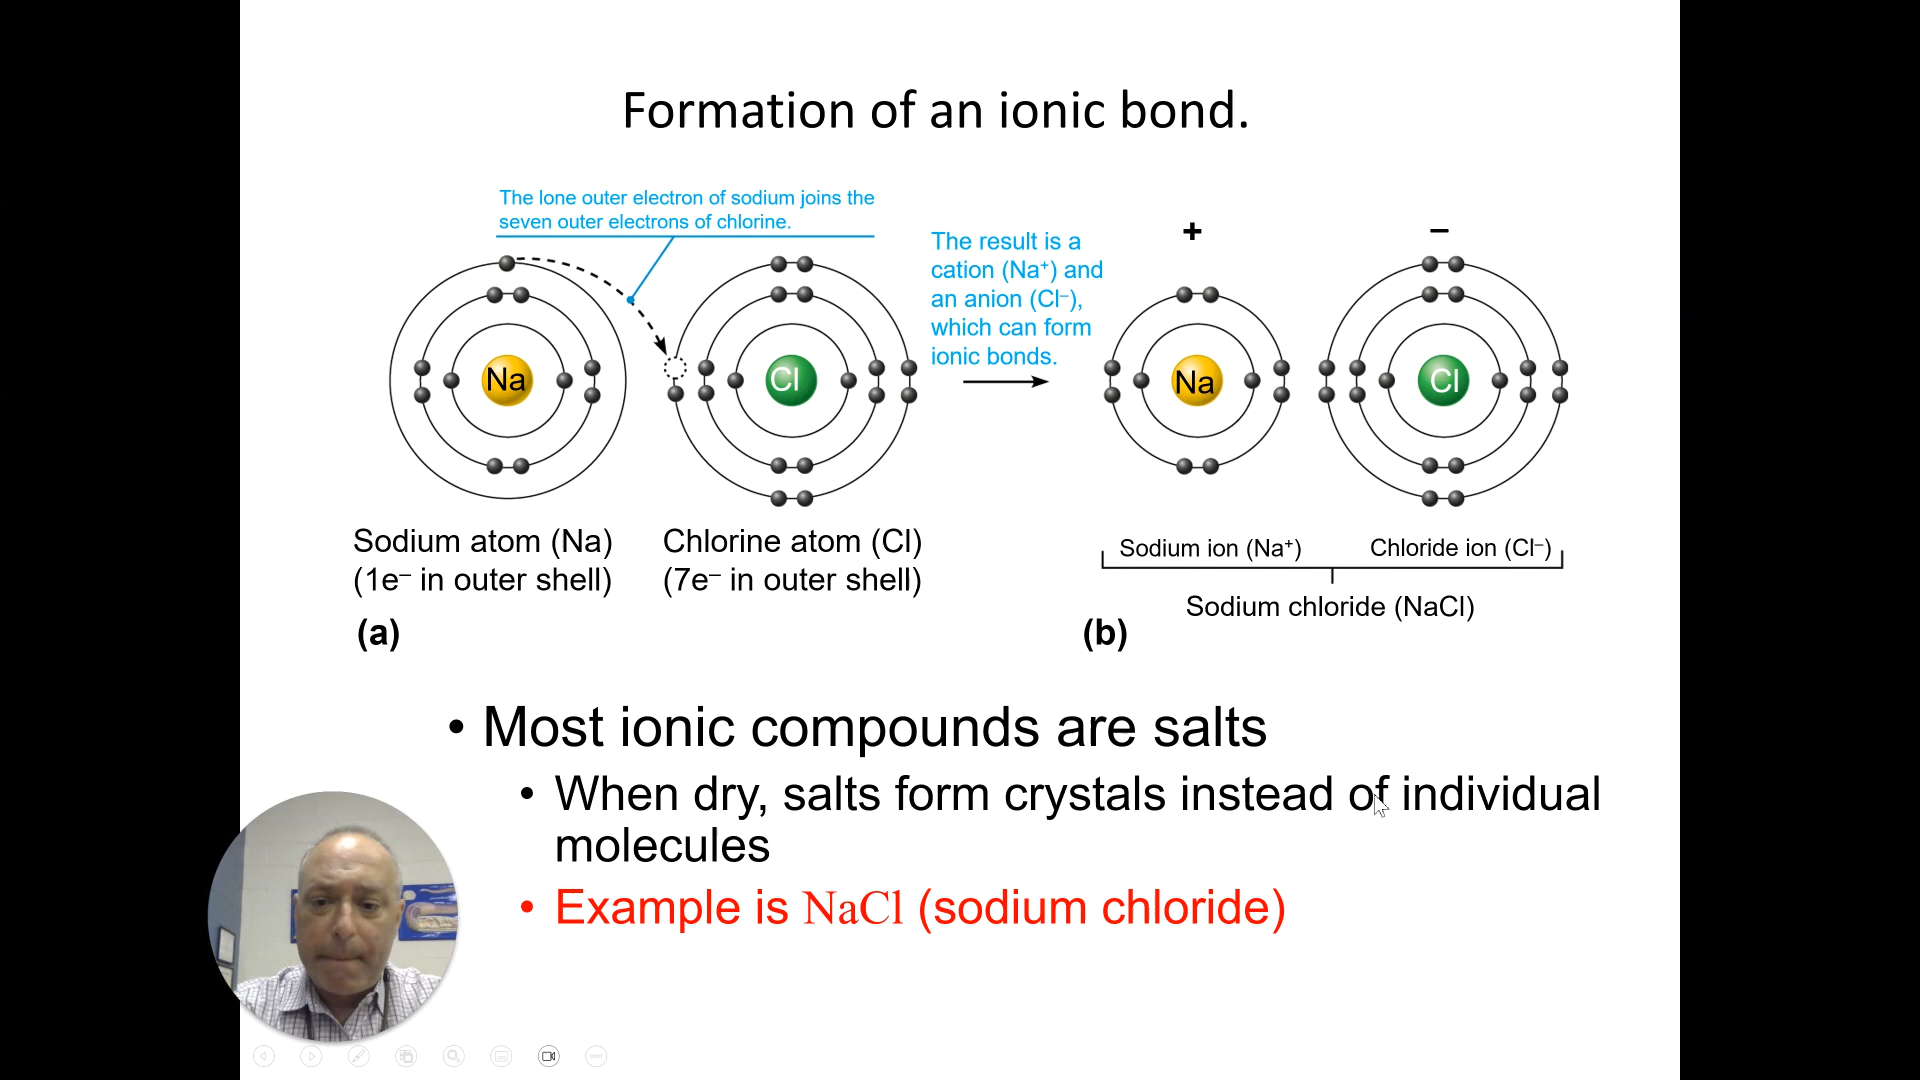 Formation of an ionic bond.
The lone outer electron of sodium joins the
seven outer electrons of chlorine.
The result is a
cation (Na⁺) and
an anion (Cl⁻),
which can form
ionic bonds.
+
–
Na
Cl
Na
Cl
Sodium atom (Na)
(1e⁻ in outer shell)
Chlorine atom (Cl)
(7e⁻ in outer shell)
Sodium ion (Na⁺)
Chloride ion (Cl⁻)
Sodium chloride (NaCl)
(a)
(b)
• Most ionic compounds are salts
• When dry, salts form crystals instead of individual
molecules
• Example is NaCl (sodium chloride)